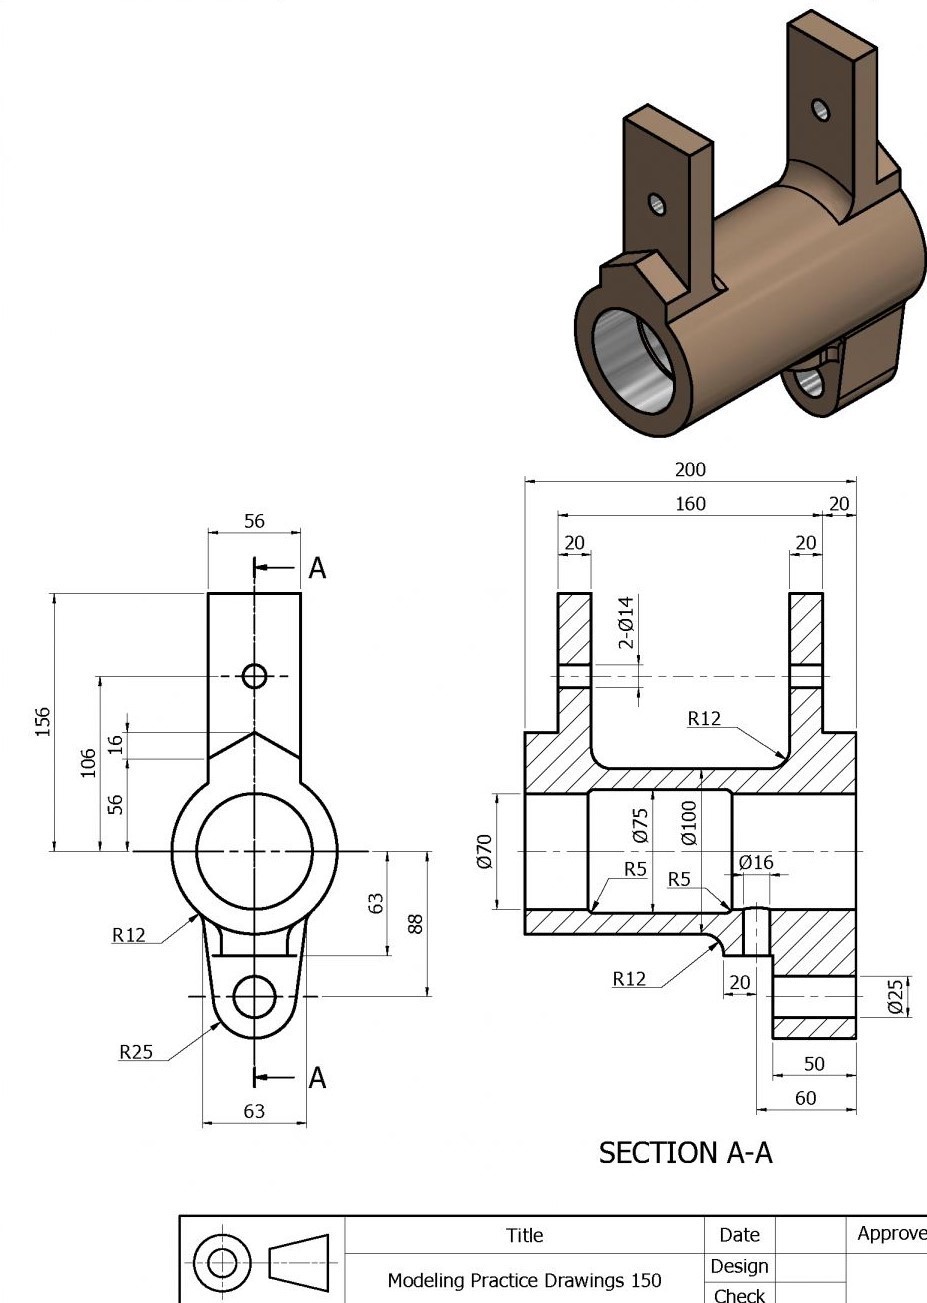 200
160
20
20
20
56
A
2-Ø14
156
106
16
56
R12
Ø70
Ø75
Ø100
Ø16
R5
R5
63
88
R12
R12
20
Ø25
R25
A
50
63
60
SECTION A-A
Title
Date
Approve
Modeling Practice Drawings 150
Design
Check